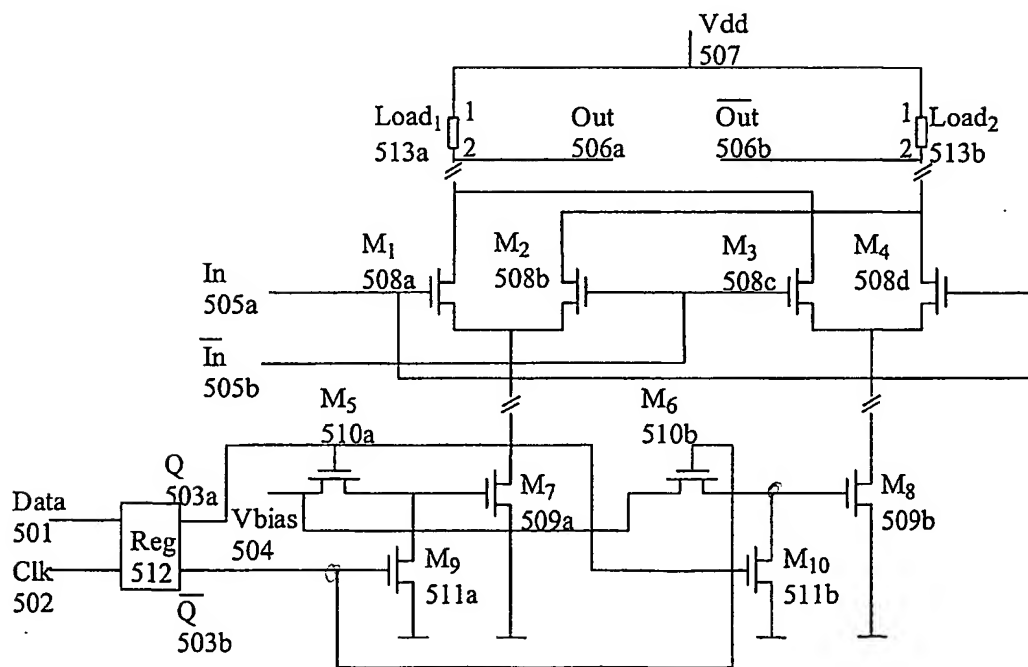 Vdd
507
Load₁
513a
1
2
Out
506a
O̅u̅t̅
506b
1
2
Load₂
513b
M₁
508a
M₂
508b
M₃
508c
M₄
508d
In
505a
I̅n̅
505b
M₅
510a
M₆
510b
Q
503a
Data
501
Vbias
504
M₇
509a
M₈
509b
Reg
512
Clk
502
M₉
511a
M₁₀
511b
Q̅
503b